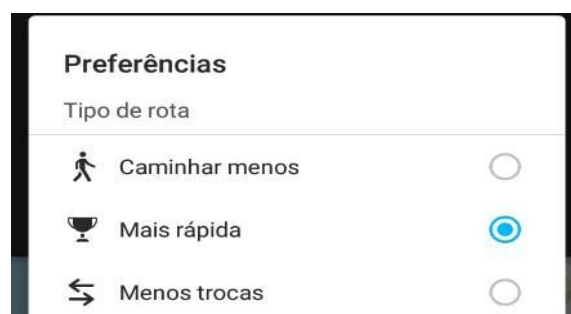 Preferências
Tipo de rota
Caminhar menos
Mais rápida
Menos trocas